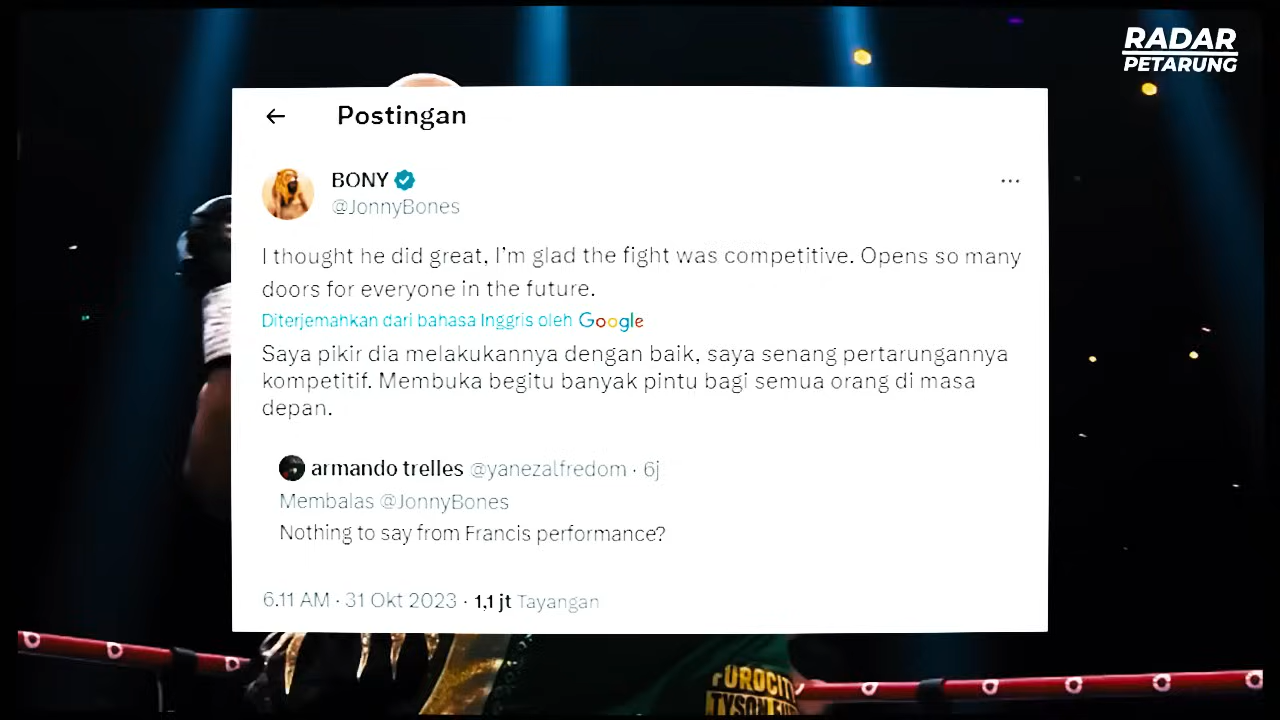 RADAR
PETARUNG
Postingan
BONY
@JonnyBones
I thought he did great, I'm glad the fight was competitive. Opens so many
doors for everyone in the future.
Diterjemahkan dari bahasa Inggris oleh Google
Saya pikir dia melakukannya dengan baik, saya senang pertarungannya
kompetitif. Membuka begitu banyak pintu bagi semua orang di masa
depan.
armando trelles @yanezalfredom · 6j
Membalas @JonnyBones
Nothing to say from Francis performance?
6.11 AM · 31 Okt 2023 · 1,1 jt Tayangan
TYSON